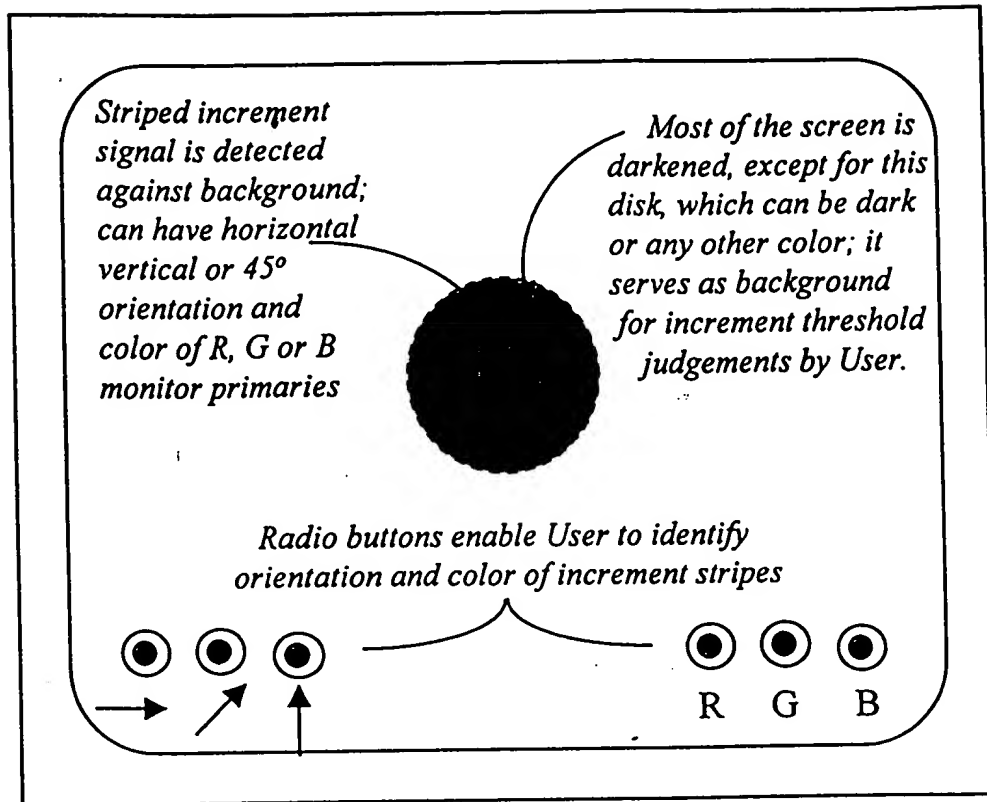 Striped increment
signal is detected
against background;
can have horizontal
vertical or 45º
orientation and
color of R, G or B
monitor primaries
Most of the screen is
darkened, except for this
disk, which can be dark
or any other color; it
serves as background
for increment threshold
judgements by User.
Radio buttons enable User to identify
orientation and color of increment stripes
R G B